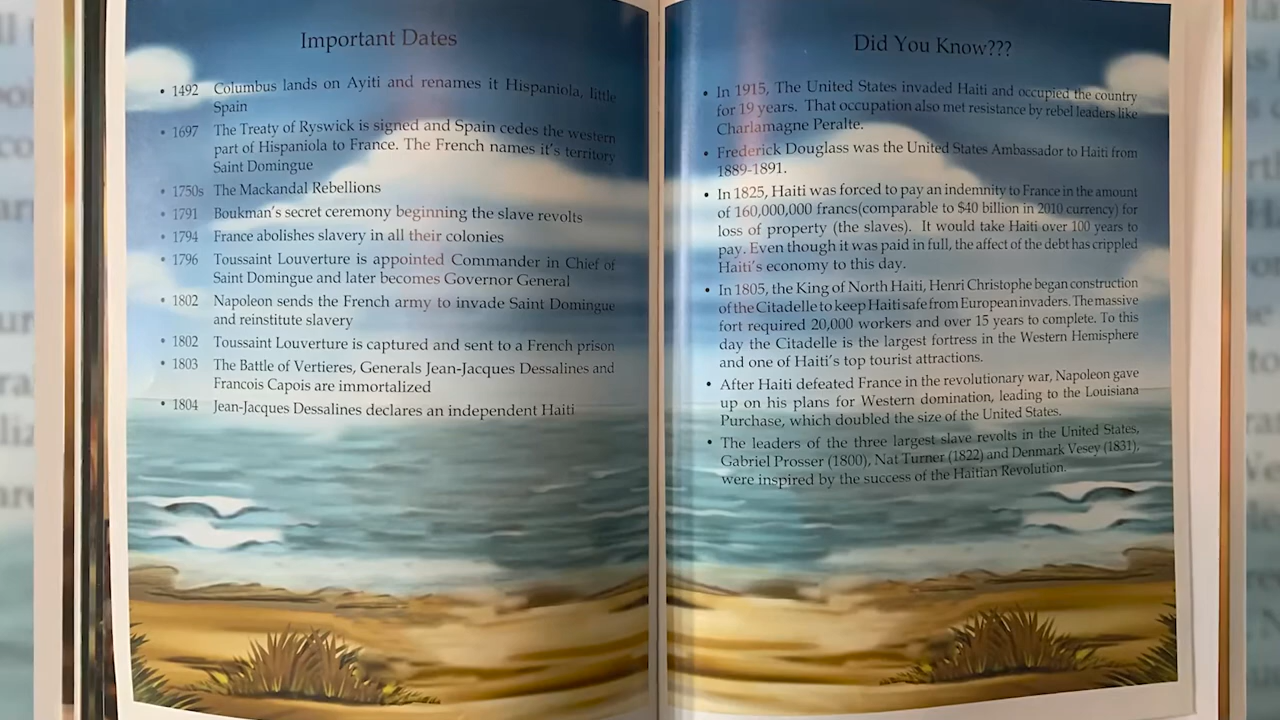 Important Dates
• 1492 Columbus lands on Ayiti and renames it Hispaniola, little
Spain
• 1697 The Treaty of Ryswick is signed and Spain cedes the western
part of Hispaniola to France. The French names it's territory
Saint Domingue
• 1750s The Mackandal Rebellions
• 1791 Boukman's secret ceremony beginning the slave revolts
• 1794 France abolishes slavery in all their colonies
• 1796 Toussaint Louverture is appointed Commander in Chief of
Saint Domingue and later becomes Governor General
• 1802 Napoleon sends the French army to invade Saint Domingue
and reinstitute slavery
• 1802 Toussaint Louverture is captured and sent to a French prison
• 1803 The Battle of Vertieres, Generals Jean-Jacques Dessalines and
Francois Capois are immortalized
• 1804 Jean-Jacques Dessalines declares an independent Haiti
Did You Know???
• In 1915, The United States invaded Haiti and occupied the country
for 19 years. That occupation also met resistance by rebel leaders like
Charlamagne Peralte.
• Frederick Douglass was the United States Ambassador to Haiti from
1889-1891.
• In 1825, Haiti was forced to pay an indemnity to France in the amount
of 160,000,000 francs(comparable to $40 billion in 2010 currency) for
loss of property (the slaves). It would take Haiti over 100 years to
pay. Even though it was paid in full, the affect of the debt has crippled
Haiti's economy to this day.
• In 1805, the King of North Haiti, Henri Christophe began construction
of the Citadelle to keep Haiti safe from European invaders. The massive
fort required 20,000 workers and over 15 years to complete. To this
day the Citadelle is the largest fortress in the Western Hemisphere
and one of Haiti's top tourist attractions.
• After Haiti defeated France in the revolutionary war, Napoleon gave
up on his plans for Western domination, leading to the Louisiana
Purchase, which doubled the size of the United States.
• The leaders of the three largest slave revolts in the United States,
Gabriel Prosser (1800), Nat Turner (1822) and Denmark Vesey (1831),
were inspired by the success of the Haitian Revolution.